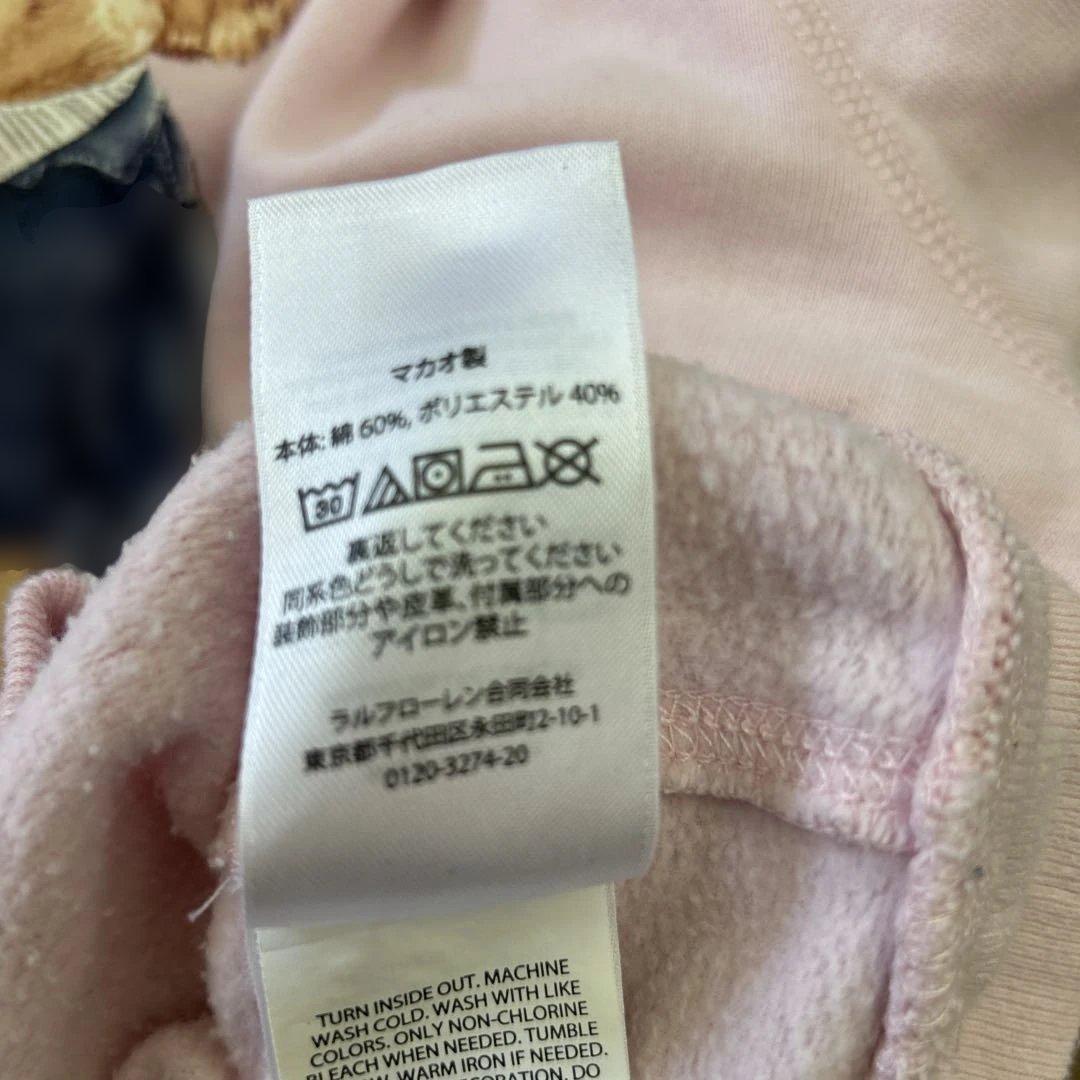 マカオ製
本体: 綿 60%, ポリエステル 40%
30
裏返してください
同系色どうしで洗ってください
装飾部分や皮革、付属部分への
アイロン禁止
ラルフローレン合同会社
東京都千代田区永田町2-10-1
0120-3274-20
TURN INSIDE OUT. MACHINE
WASH COLD. WASH WITH LIKE
COLORS. ONLY NON-CHLORINE
BLEACH WHEN NEEDED. TUMBLE
WARM IRON IF NEEDED.
DO